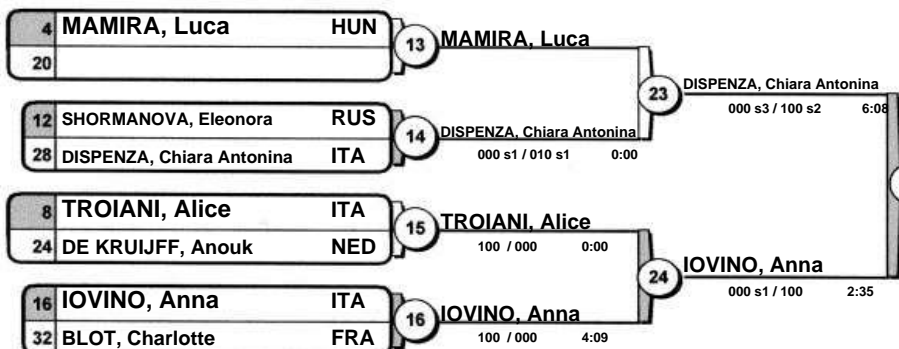 4 MAMIRA, Luca HUN
20
13 MAMIRA, Luca
12 SHORMANOVA, Eleonora RUS
28 DISPENZA, Chiara Antonina ITA
14 DISPENZA, Chiara Antonina
000 s1 / 010 s1 0:00
23 DISPENZA, Chiara Antonina
000 s3 / 100 s2 6:08
8 TROIANI, Alice ITA
24 DE KRUIJFF, Anouk NED
15 TROIANI, Alice
100 / 000 0:00
16 IOVINO, Anna ITA
32 BLOT, Charlotte FRA
16 IOVINO, Anna
100 / 000 4:09
24 IOVINO, Anna
000 s1 / 100 2:35